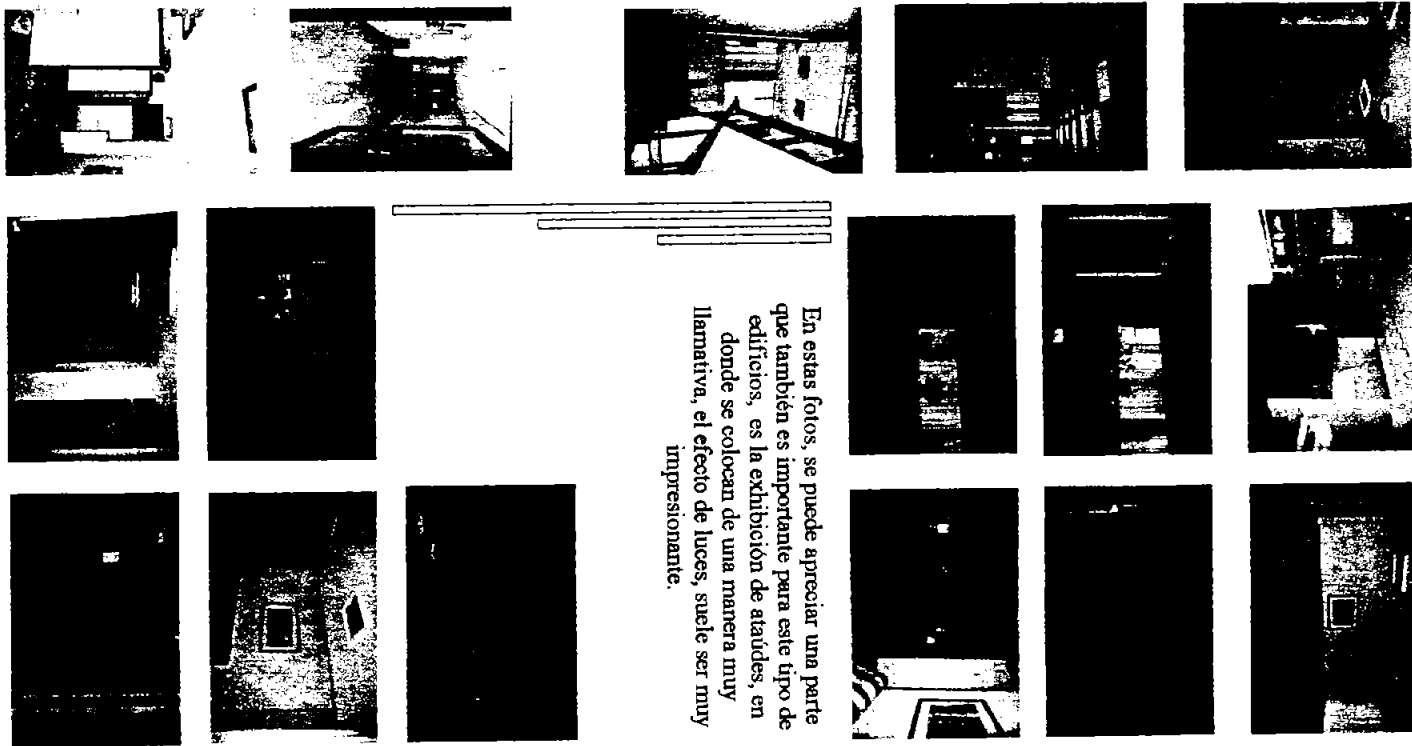 En estas fotos, se puede apreciar una parte
que también es importante para este tipo de
edificios, es la exhibición de ataúdes, en
donde se colocan de una manera muy
llamativa, el efecto de luces, suele ser muy
impresionante.